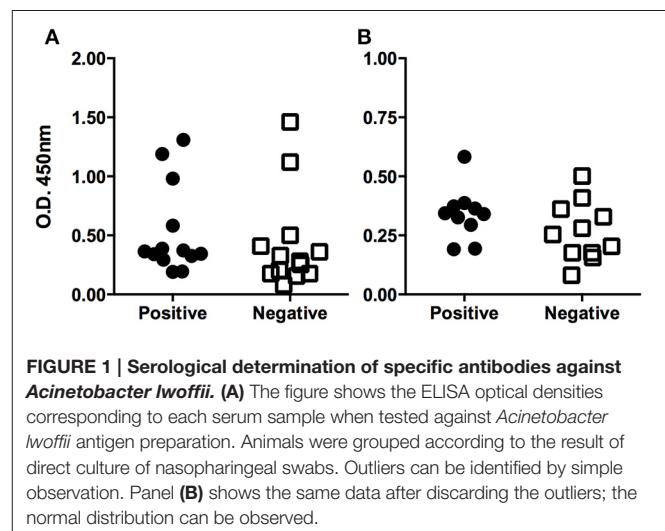 A
B
2.00
1.50
1.00
0.50
0.00
O.D. 450nm
Positive
Negative
1.00
0.75
0.50
0.25
0.00
Positive
Negative
FIGURE 1 | Serological determination of specific antibodies against
Acinetobacter lwoffii. (A) The figure shows the ELISA optical densities
corresponding to each serum sample when tested against Acinetobacter
lwoffii antigen preparation. Animals were grouped according to the result of
direct culture of nasopharingeal swabs. Outliers can be identified by simple
observation. Panel (B) shows the same data after discarding the outliers; the
normal distribution can be observed.